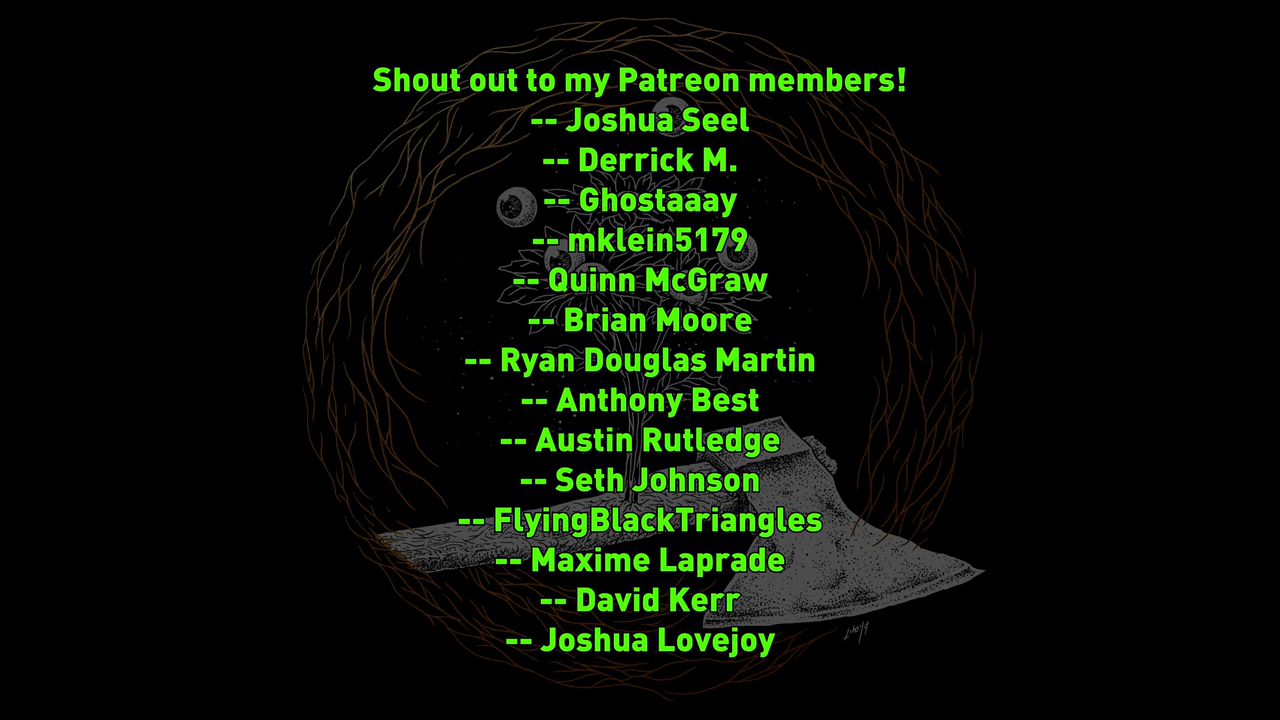 Shout out to my Patreon members!
-- Joshua Seel
-- Derrick M.
-- Ghostaaay
-- mklein5179
-- Quinn McGraw
-- Brian Moore
-- Ryan Douglas Martin
-- Anthony Best
-- Austin Rutledge
-- Seth Johnson
-- FlyingBlackTriangles
-- Maxime Laprade
-- David Kerr
-- Joshua Lovejoy